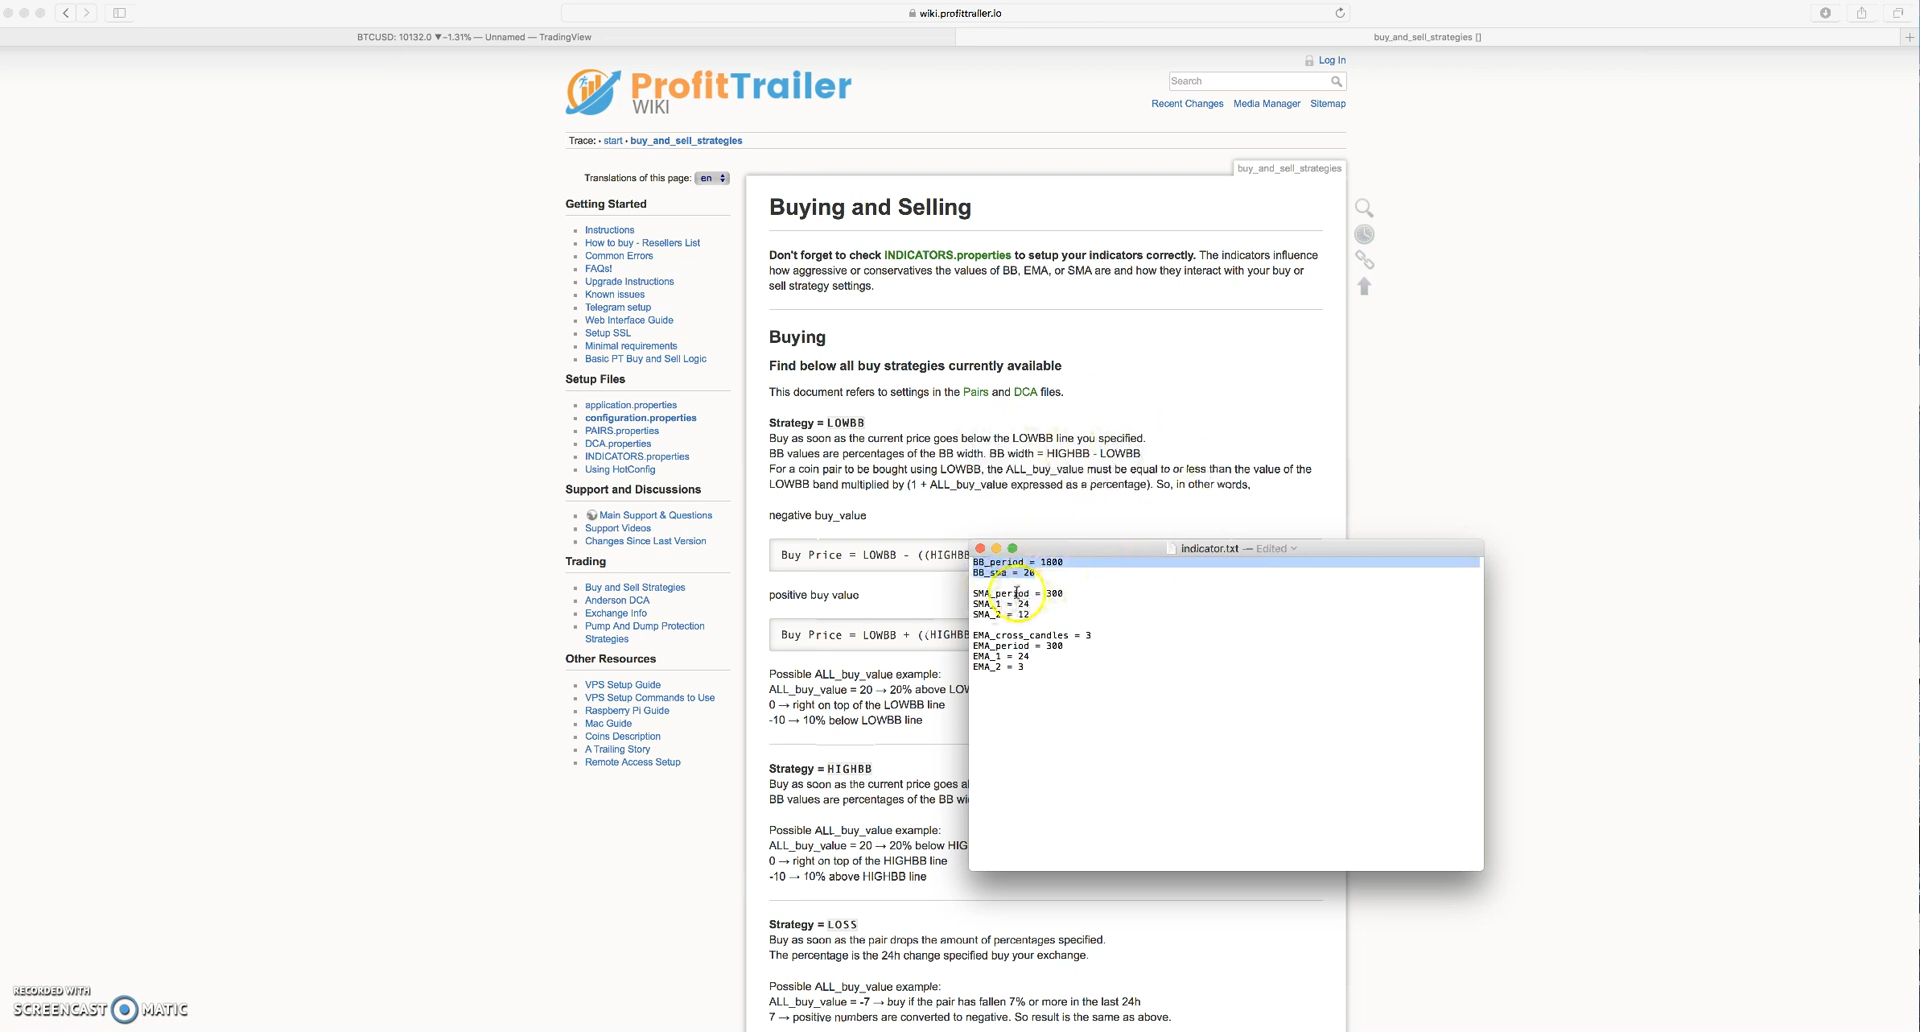 wiki.profittrailer.io
BTCUSD: 10132.0 ▼−1.31% — Unnamed — TradingView
buy_and_sell_strategies []
Log In
ProfitTrailer
WIKI
Search
Recent Changes Media Manager Sitemap
Trace: • start • buy_and_sell_strategies
buy_and_sell_strategies
Translations of this page: en
Getting Started
Instructions
How to buy - Resellers List
Common Errors
FAQs!
Upgrade Instructions
Known issues
Telegram setup
Web Interface Guide
Setup SSL
Minimal requirements
Basic PT Buy and Sell Logic
Setup Files
application.properties
configuration.properties
PAIRS.properties
DCA.properties
INDICATORS.properties
Using HotConfig
Support and Discussions
Main Support & Questions
Support Videos
Changes Since Last Version
Trading
Buy and Sell Strategies
Anderson DCA
Exchange Info
Pump And Dump Protection
Strategies
Other Resources
VPS Setup Guide
VPS Setup Commands to Use
Raspberry Pi Guide
Mac Guide
Coins Description
A Trailing Story
Remote Access Setup
Buying and Selling
Don't forget to check INDICATORS.properties to setup your indicators correctly. The indicators influence
how aggressive or conservatives the values of BB, EMA, or SMA are and how they interact with your buy or
sell strategy settings.
Buying
Find below all buy strategies currently available
This document refers to settings in the Pairs and DCA files.
Strategy = LOWBB
Buy as soon as the current price goes below the LOWBB line you specified.
BB values are percentages of the BB width. BB width = HIGHBB - LOWBB
For a coin pair to be bought using LOWBB, the ALL_buy_value must be equal to or less than the value of the
LOWBB band multiplied by (1 + ALL_buy_value expressed as a percentage). So, in other words,
negative buy_value
Buy Price = LOWBB - ((HIGHBB
positive buy value
Buy Price = LOWBB + ((HIGHBB
Possible ALL_buy_value example:
ALL_buy_value = 20 → 20% above LOW
0 → right on top of the LOWBB line
-10 → 10% below LOWBB line
Strategy = HIGHBB
Buy as soon as the current price goes a
BB values are percentages of the BB wi
Possible ALL_buy_value example:
ALL_buy_value = 20 → 20% below HIG
0 → right on top of the HIGHBB line
-10 → 10% above HIGHBB line
Strategy = LOSS
Buy as soon as the pair drops the amount of percentages specified.
The percentage is the 24h change specified buy your exchange.
Possible ALL_buy_value example:
ALL_buy_value = -7 → buy if the pair has fallen 7% or more in the last 24h
7 → positive numbers are converted to negative. So result is the same as above.
indicator.txt — Edited
BB_period = 1800
BB_sma = 20
SMA_period = 300
SMA_1 = 24
SMA_2 = 12
EMA_cross_candles = 3
EMA_period = 300
EMA_1 = 24
EMA_2 = 3
RECORDED WITH
SCREENCAST MATIC